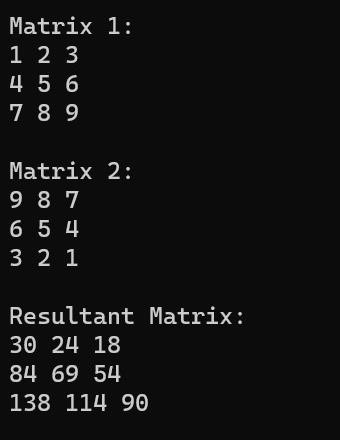 Matrix 1:
1 2 3
4 5 6
7 8 9
Matrix 2:
9 8 7
6 5 4
3 2 1
Resultant Matrix:
30 24 18
84 69 54
138 114 90